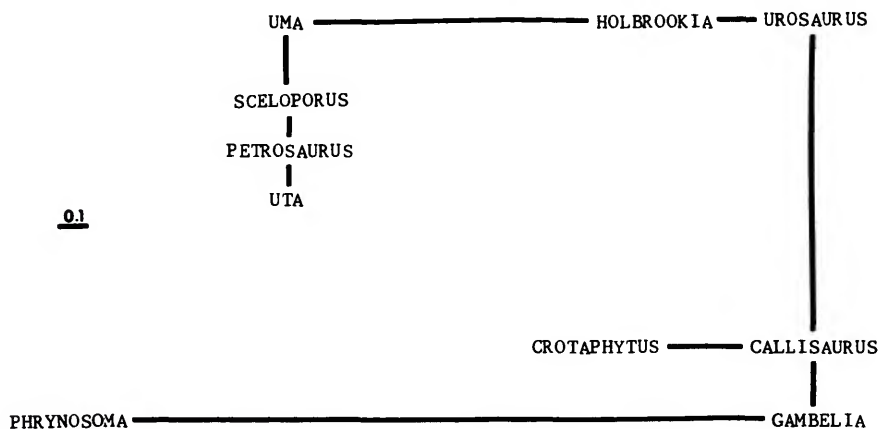 UMA HOLBROOKIA UROSAURUS
SCELOPORUS
PETROSAURUS
UTA
0.1
CROTAPHYTUS CALLISAURUS
PHRYNOSOMA GAMBELIA